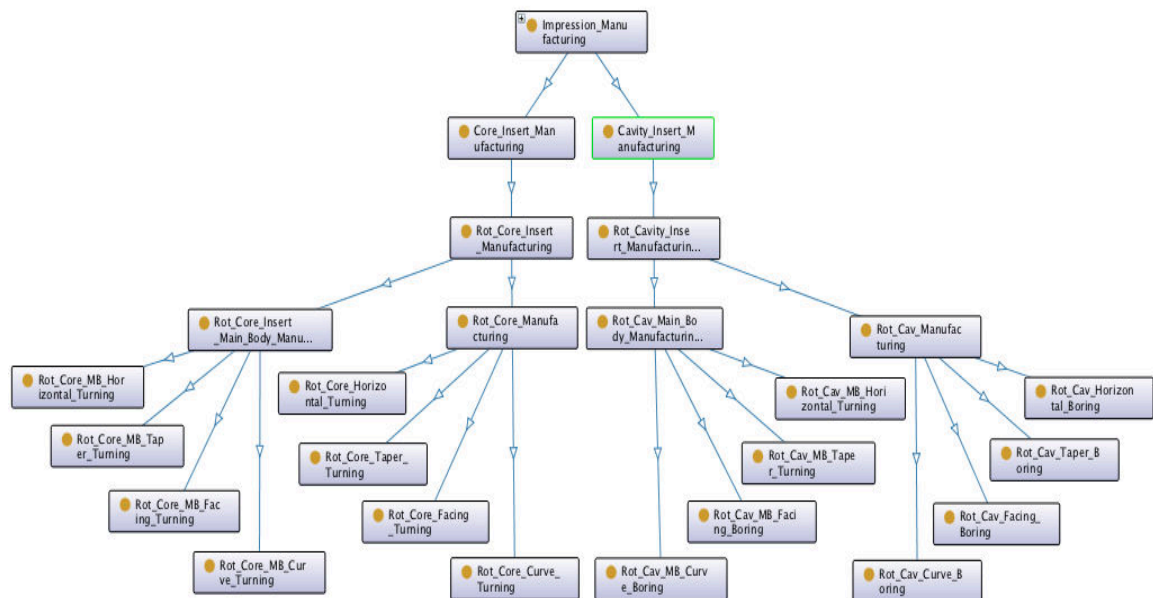 Impression_Manu
facturing
Core_Insert_Man
ufacturing
Cavity_Insert_M
anufacturing
Rot_Core_Insert
_Manufacturing
Rot_Cavity_Inse
rt_Manufacturin...
Rot_Core_Insert
_Main_Body_Manu...
Rot_Core_Manufa
cturing
Rot_Cav_Main_Bo
dy_Manufacturin...
Rot_Cav_Manufac
turing
Rot_Core_MB_Hor
izontal_Turning
Rot_Core_Horizo
ntal_Turning
Rot_Cav_MB_Hori
zontal_Turning
Rot_Cav_Horizon
tal_Boring
Rot_Core_MB_Tap
er_Turning
Rot_Core_Taper_
Turning
Rot_Cav_MB_Tape
r_Turning
Rot_Cav_Taper_B
oring
Rot_Core_MB_Fac
ing_Turning
Rot_Core_Facing
_Turning
Rot_Cav_MB_Faci
ng_Boring
Rot_Cav_Facing_
Boring
Rot_Core_MB_Cur
ve_Turning
Rot_Core_Curve_
Turning
Rot_Cav_MB_Curv
e_Boring
Rot_Cav_Curve_B
oring